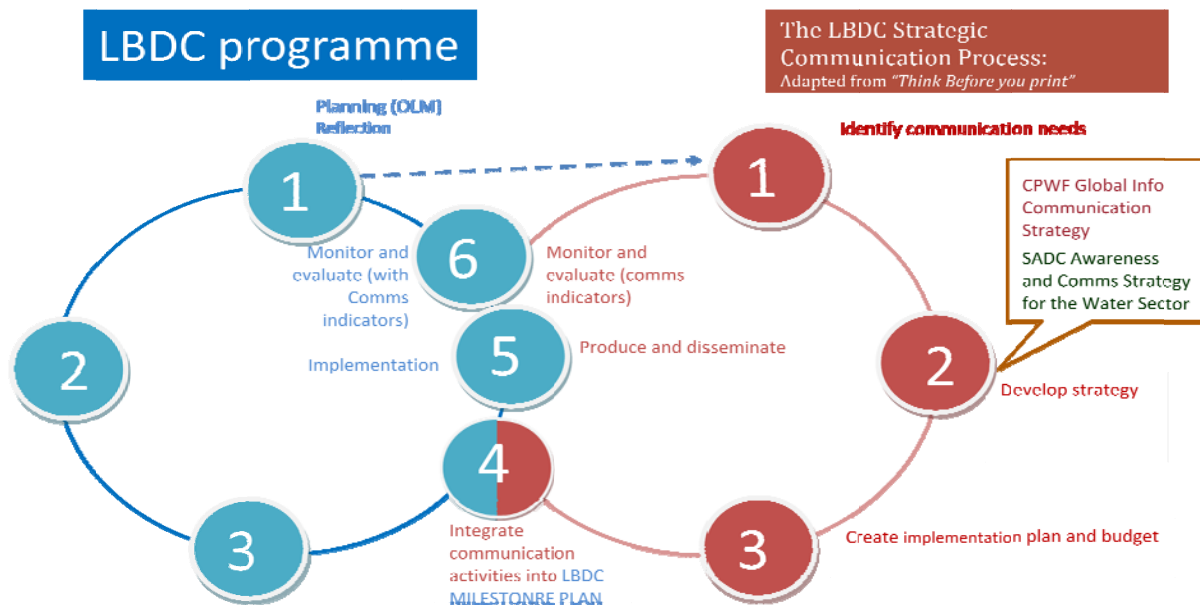 LBDC programme
The LBDC Strategic
Communication Process:
Adapted from "Think Before you print"
Planning (OLM)
Reflection
Identify communication needs
1
1
CPWF Global Info
Communication
Strategy
SADC Awareness
and Comms Strategy
for the Water Sector
6
Monitor and
evaluate (with
Comms
indicators)
Monitor and
evaluate (comms
indicators)
2
Implementation
5
Produce and disseminate
2
Develop strategy
4
3
Integrate
communication
activities into LBDC
MILESTONRE PLAN
3
Create implementation plan and budget